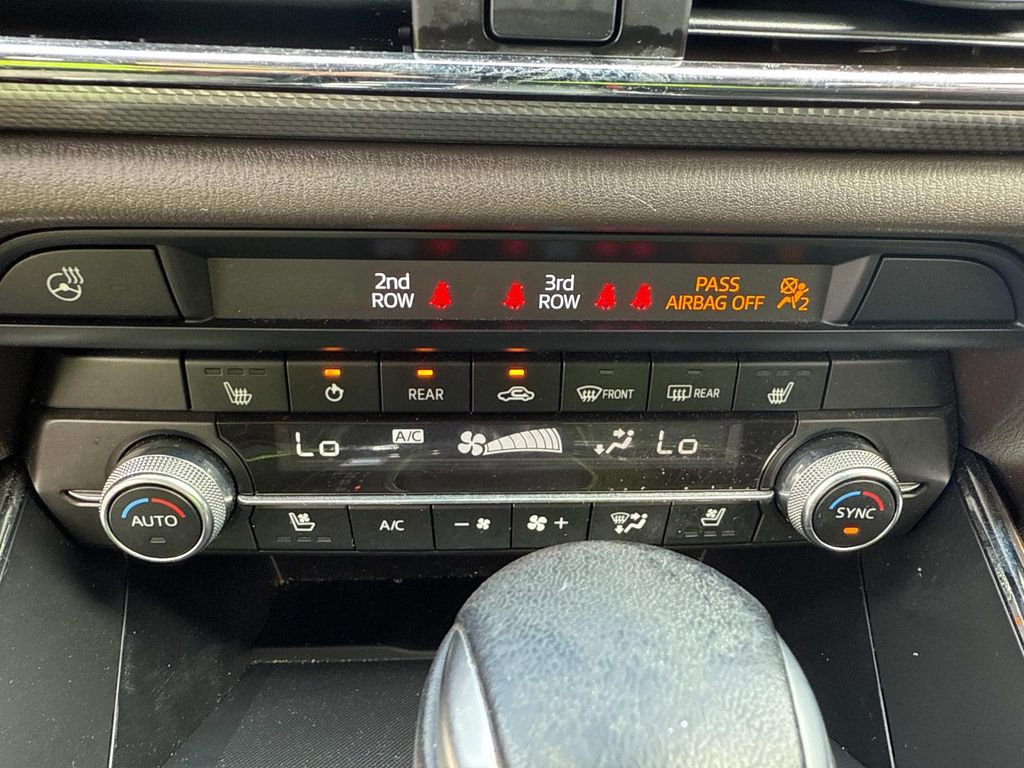 2nd
ROW
3rd
ROW
PASS
AIRBAG OFF
2
REAR
FRONT
REAR
Lo
A/C
Lo
AUTO
A/C
SYNC